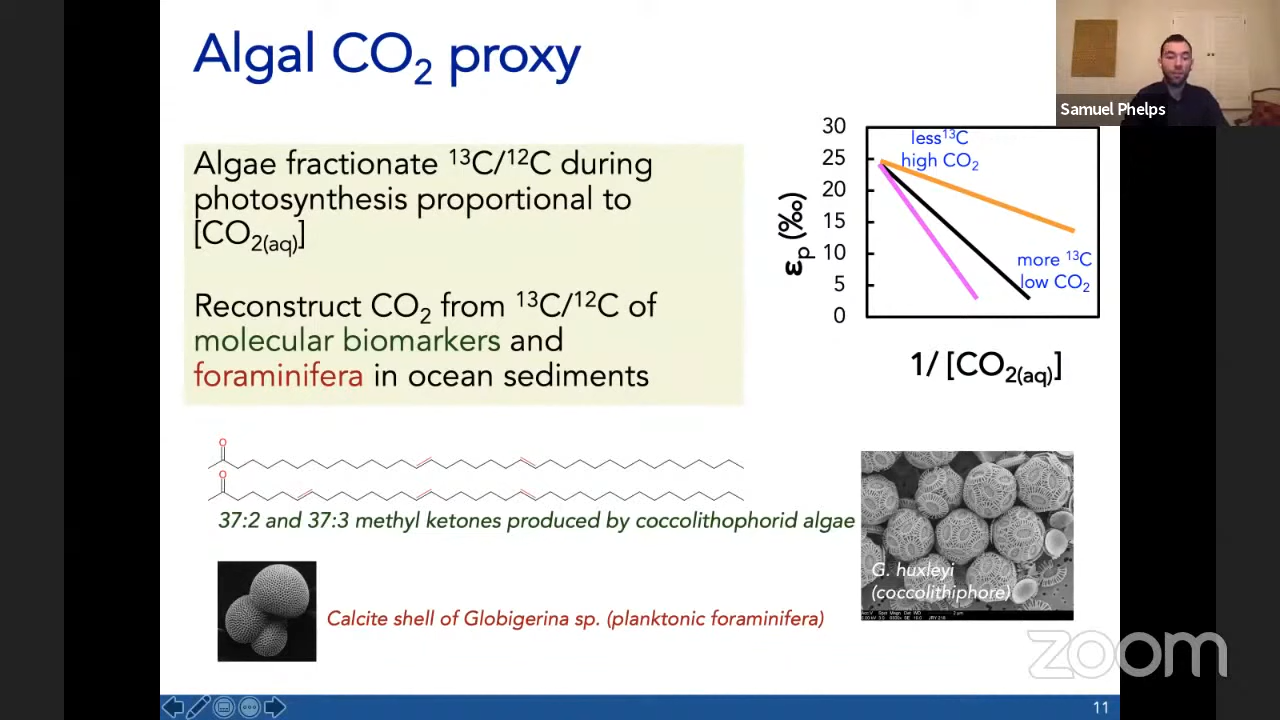 Algal CO₂ proxy
Samuel Phelps
Algae fractionate ¹³C/¹²C during
photosynthesis proportional to
[CO₂₍aq₎]
Reconstruct CO₂ from ¹³C/¹²C of
molecular biomarkers and
foraminifera in ocean sediments
30
25
20
15
10
5
0
εp (‰)
less¹³C
high CO₂
more ¹³C
low CO₂
1/ [CO₂₍aq₎]
O
O
37:2 and 37:3 methyl ketones produced by coccolithophorid algae
G. huxleyi
(coccolithiphore)
Calcite shell of Globigerina sp. (planktonic foraminifera)
zoom
11